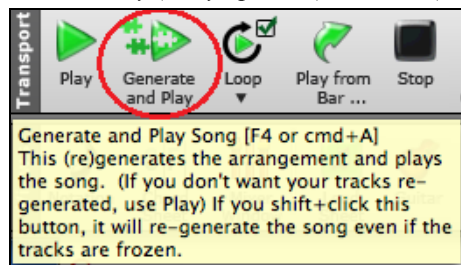 Transport
Play
Generate
and Play
Loop
Play from
Bar ...
Stop
Generate and Play Song [F4 or cmd+A]
This (re)generates the arrangement and plays
the song. (If you don't want your tracks re-
generated, use Play) If you shift+click this
button, it will re-generate the song even if the
tracks are frozen.